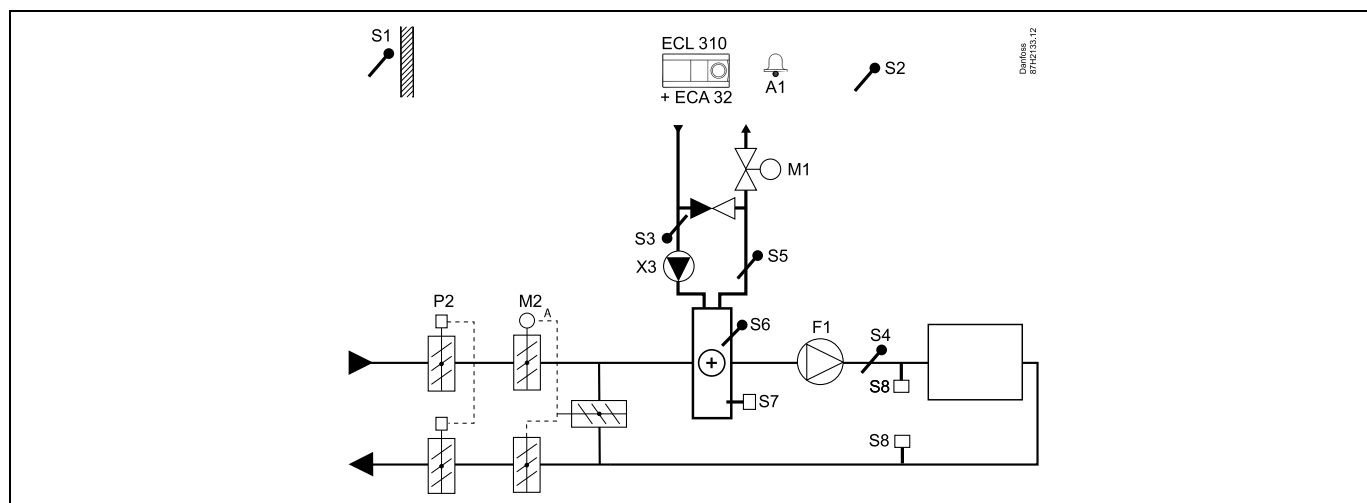 S1
ECL 310
+ ECA 32
A1
S2
Danfoss
87H2133.12
M1
S3
S5
X3
P2
M2
A
S6
F1
S4
S8
S7
S8